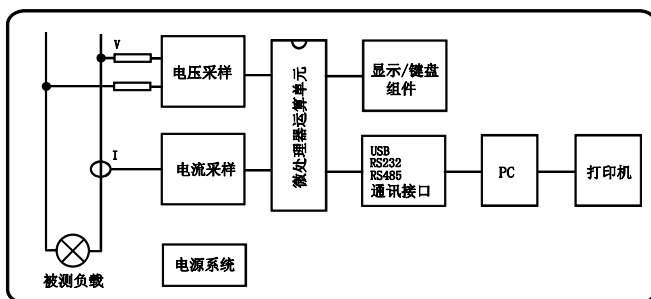 V
电压采样
I
电流采样
微处理器运算单元
显示/键盘
组件
USB
RS232
RS485
通讯接口
PC
打印机
电源系统
被测负载